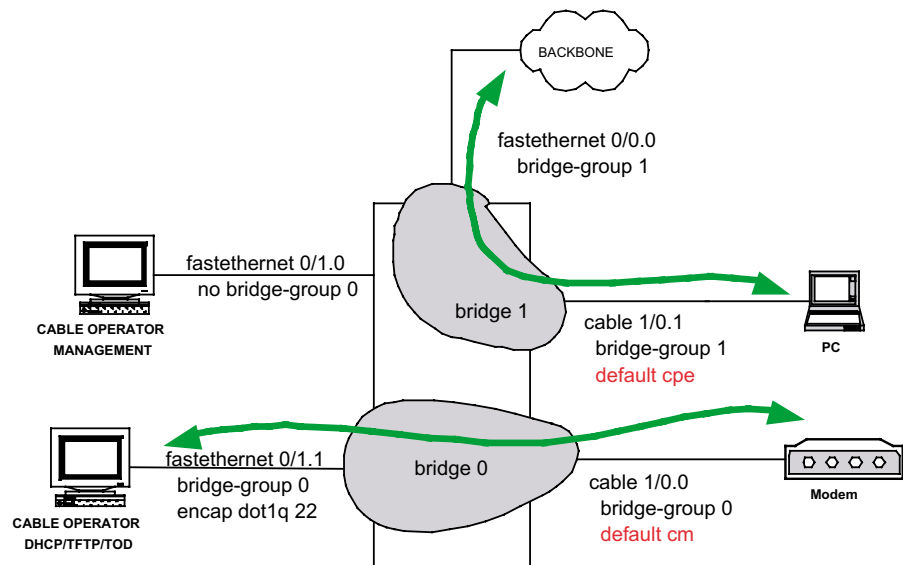 BACKBONE
fastethernet 0/0.0
bridge-group 1
fastethernet 0/1.0
no bridge-group 0
CABLE OPERATOR
MANAGEMENT
bridge 1
cable 1/0.1
bridge-group 1
default cpe
PC
fastethernet 0/1.1
bridge-group 0
encap dot1q 22
CABLE OPERATOR
DHCP/TFTP/TOD
bridge 0
cable 1/0.0
bridge-group 0
default cm
Modem